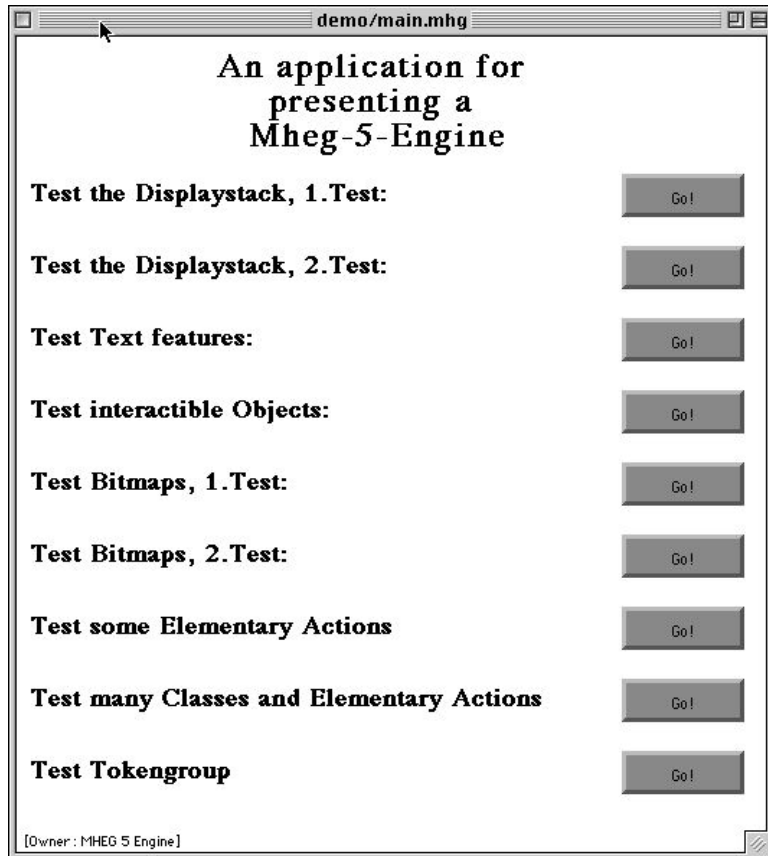 demo/main.mhg
An application for
presenting a
Mheg-5-Engine
Test the Displaystack, 1.Test:
Go!
Test the Displaystack, 2.Test:
Go!
Test Text features:
Go!
Test interactible Objects:
Go!
Test Bitmaps, 1.Test:
Go!
Test Bitmaps, 2.Test:
Go!
Test some Elementary Actions
Go!
Test many Classes and Elementary Actions
Go!
Test Tokengroup
Go!
[Owner : MHEG 5 Engine]